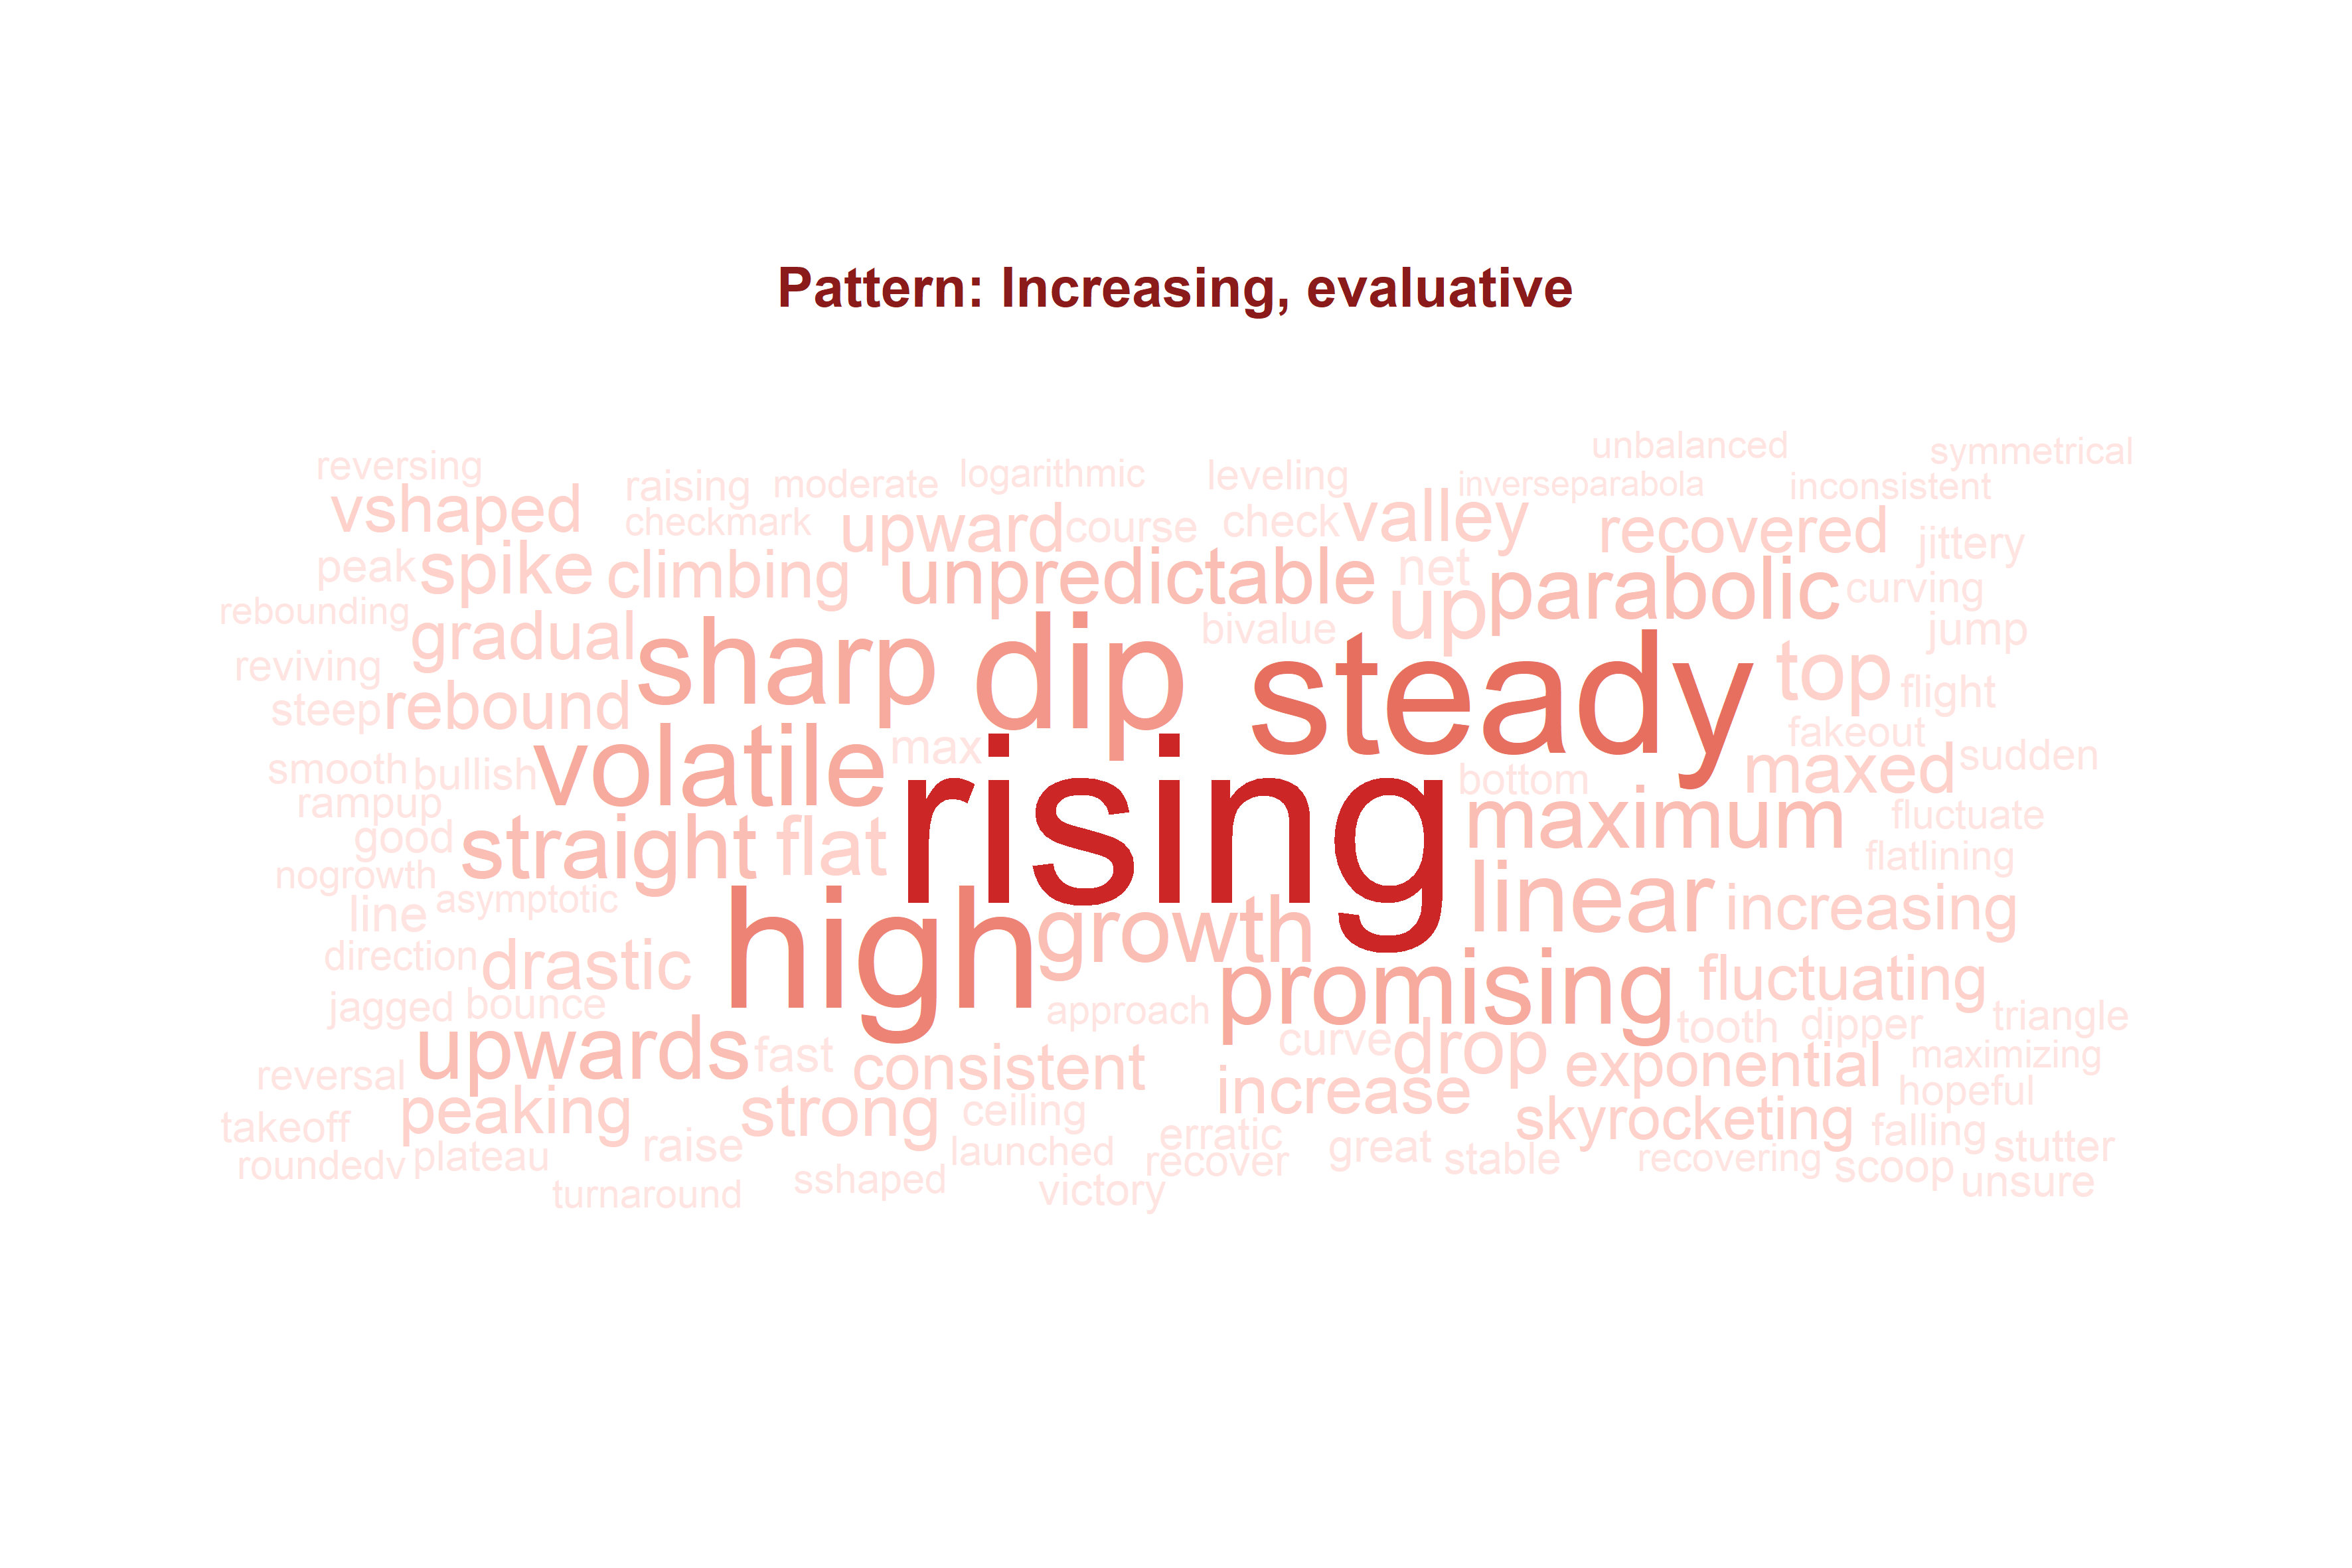 Pattern: Increasing, evaluative
unbalanced
reversing raising moderate logarithmic leveling inverseparabola inconsistent symmetrical
vshaped checkmark upward course check valley recovered jittery
peak spike climbing unpredictable net parabolic curving
rebounding gradual sharp dip bivalue up jump
reviving steady top flight
steep rebound fakeout
smooth bullish volatile max rising bottom maxed sudden
rampup maximum fluctuate
good straight flat flatlining
nogrowth asymptotic linear increasing
line high growth
direction drastic promising fluctuating
jagged bounce approach tooth dipper triangle
upwards fast consistent curve drop exponential maximizing
reversal increase hopeful
takeoff peaking strong ceiling erratic skyrocketing falling stutter
roundedv plateau raise launched recover great stable recovering scoop unsure
turnaround sshaped victory